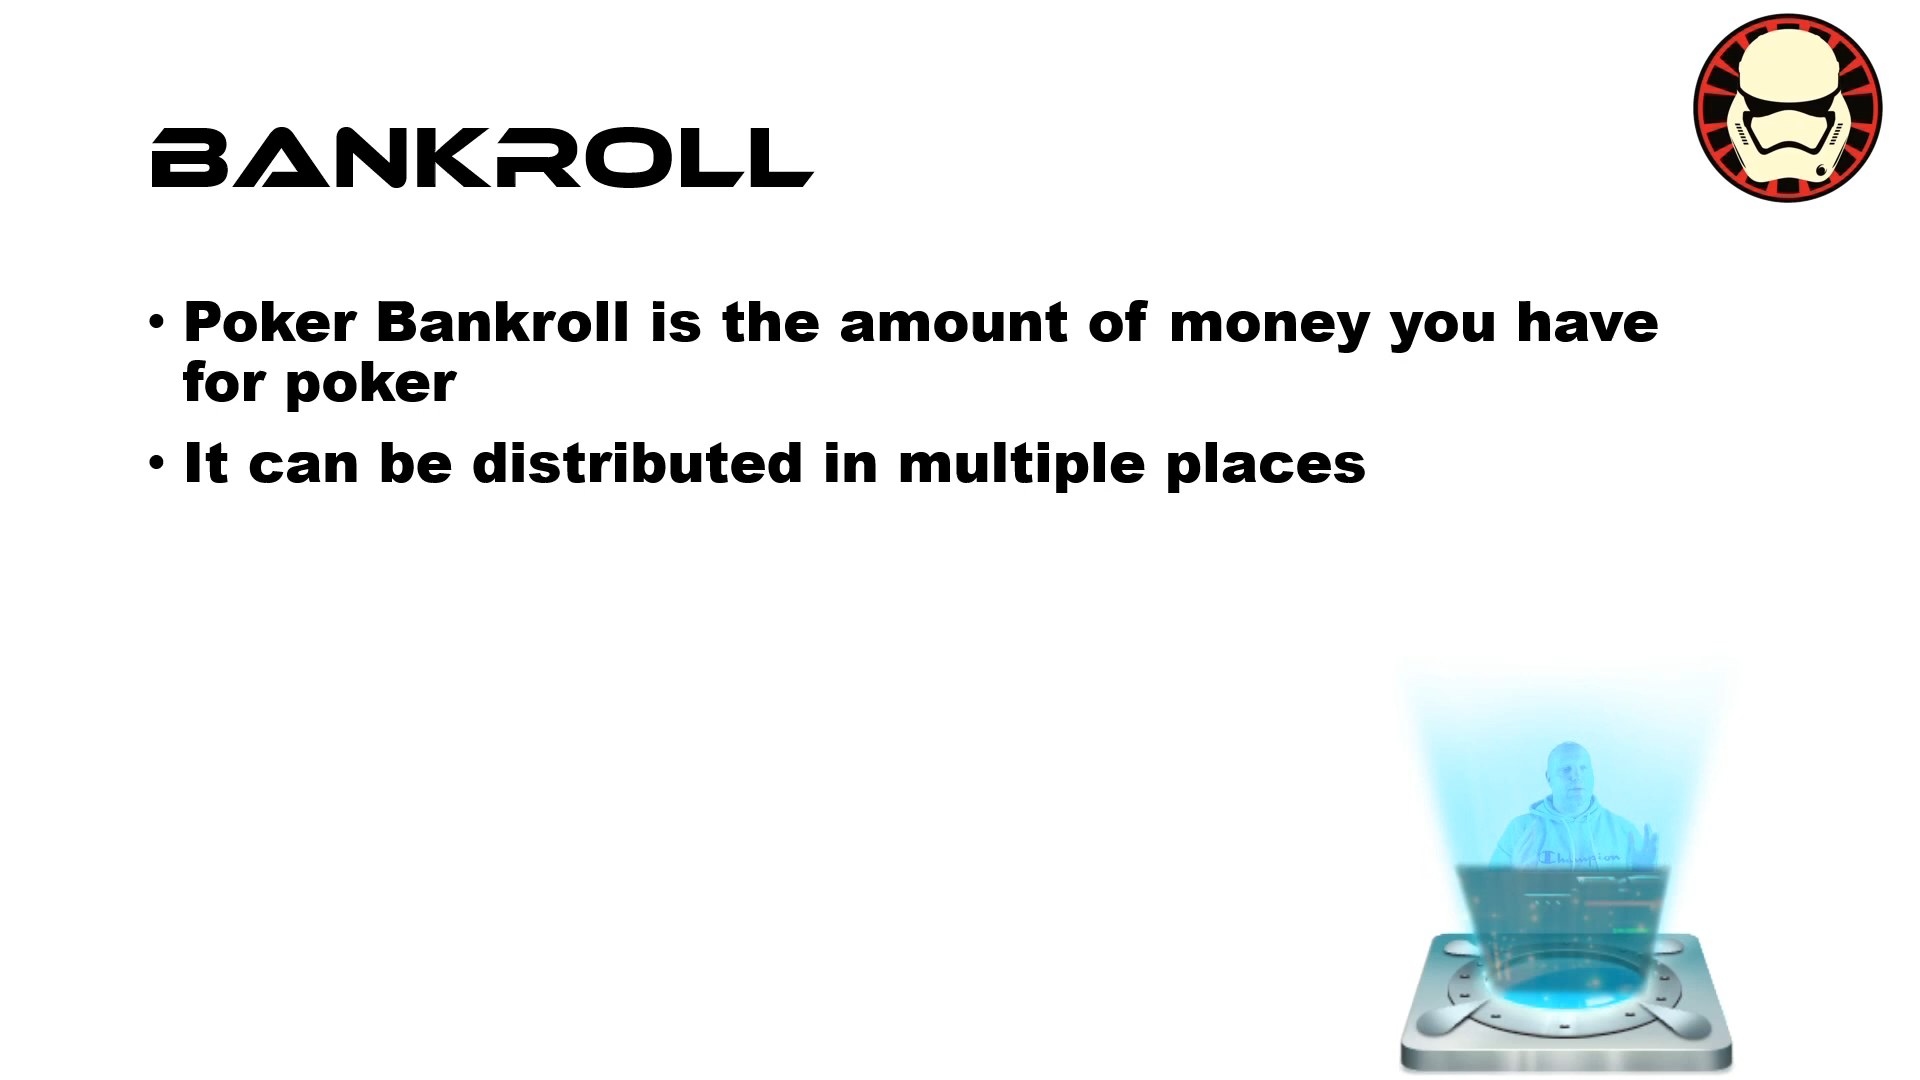 BANKROLL
• Poker Bankroll is the amount of money you have
for poker
• It can be distributed in multiple places
Champion